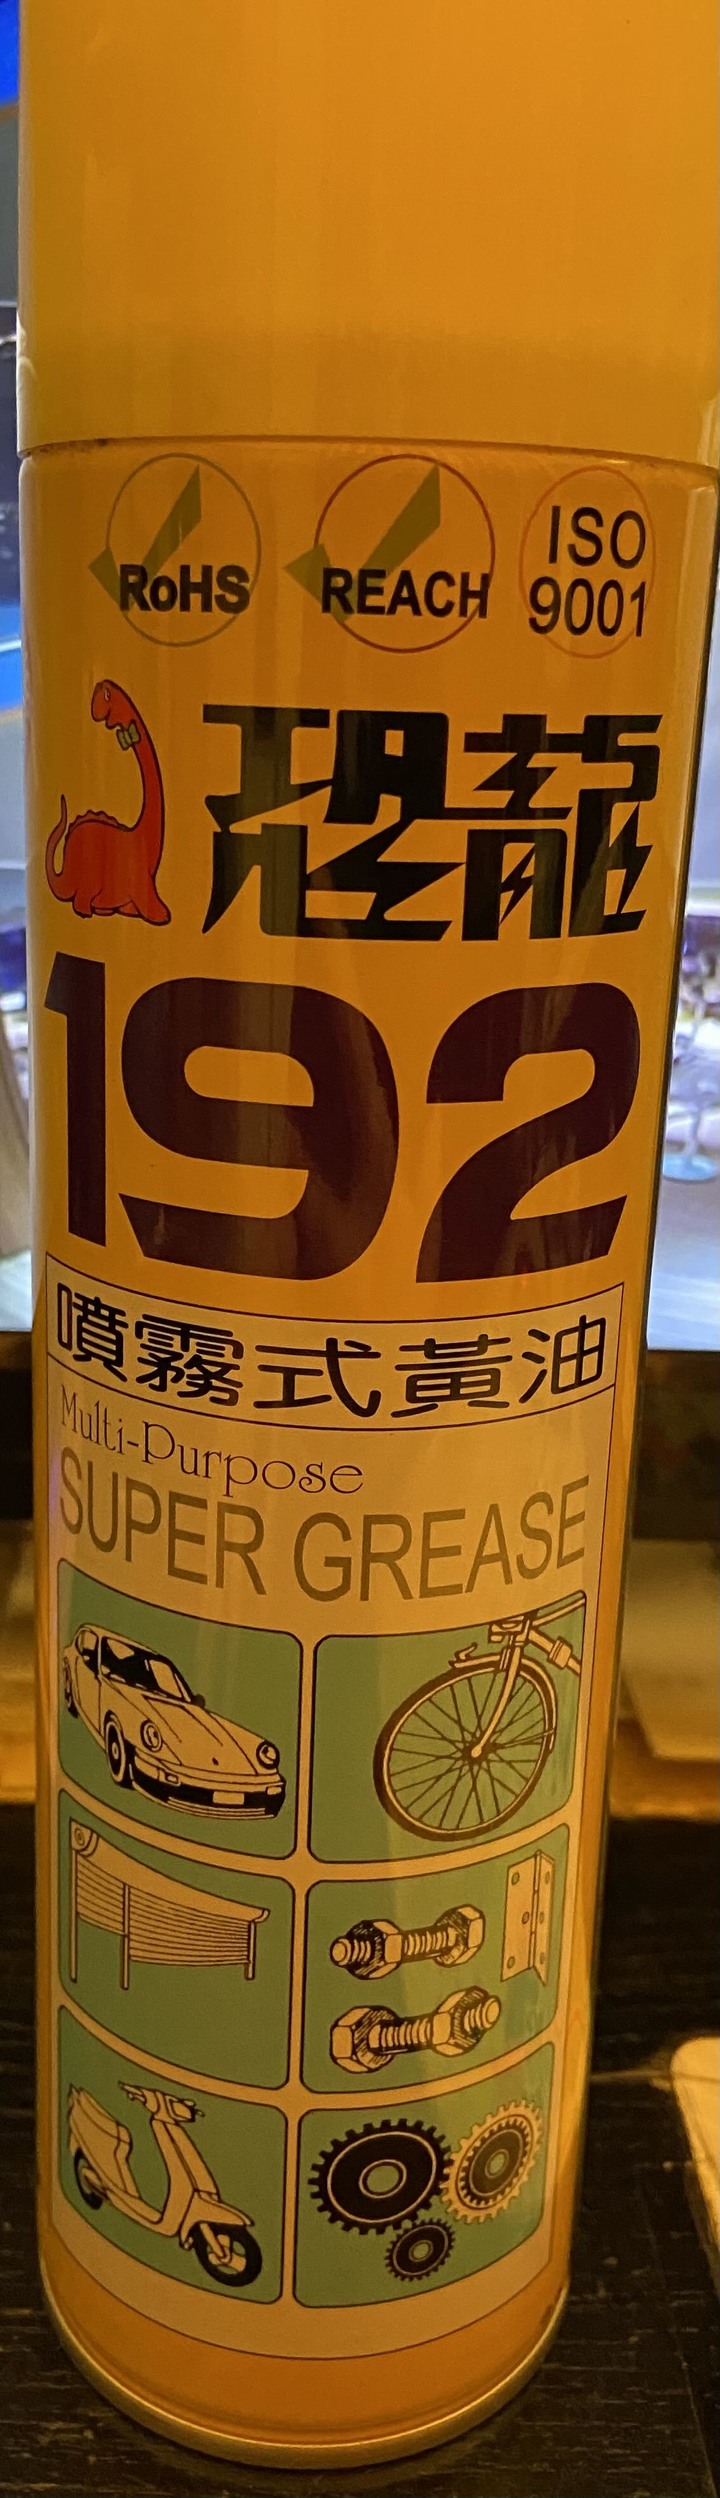 RoHS REACH ISO 9001
恐龍
192
噴霧式黃油
Multi-Purpose
SUPER GREASE